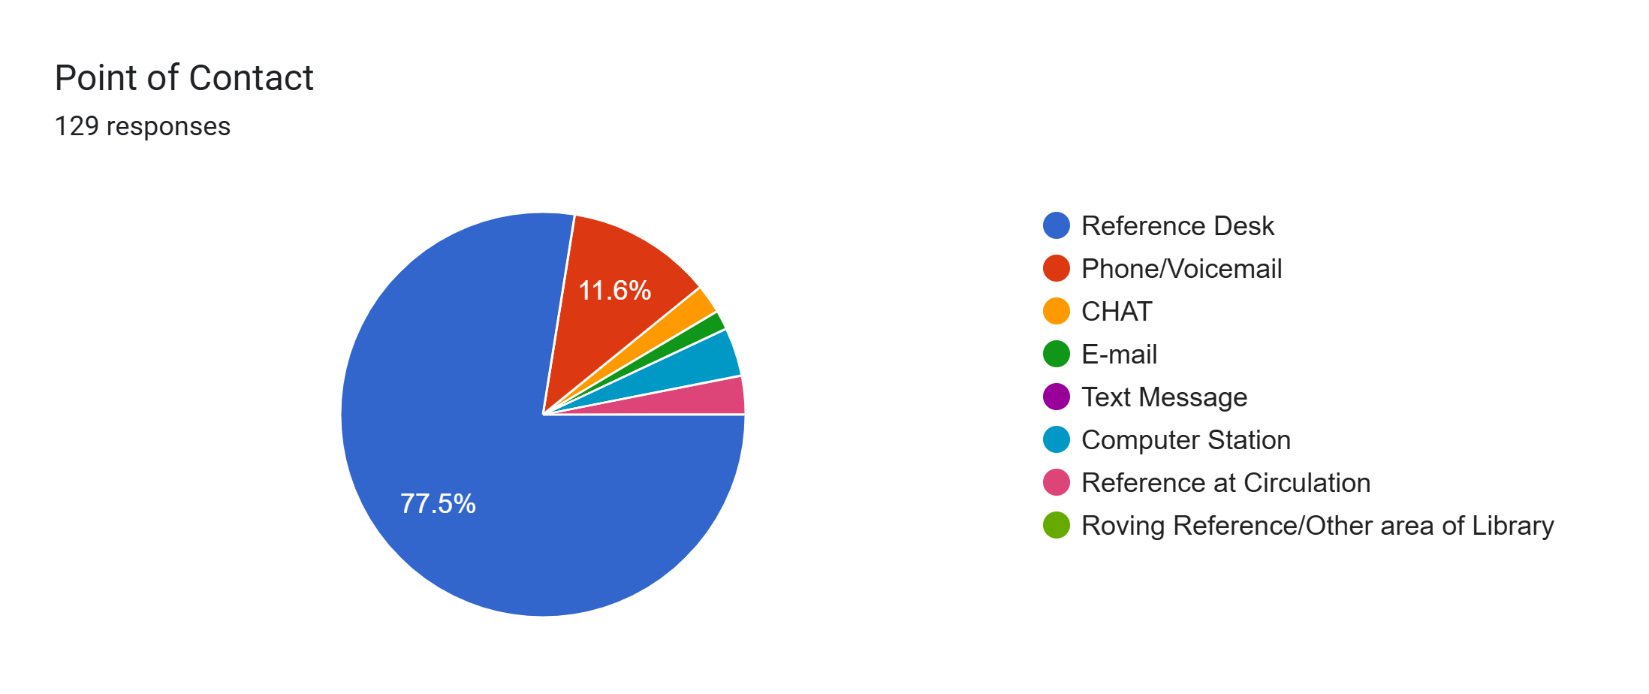 Point of Contact
129 responses
11.6%
77.5%
Reference Desk
Phone/Voicemail
CHAT
E-mail
Text Message
Computer Station
Reference at Circulation
Roving Reference/Other area of Library